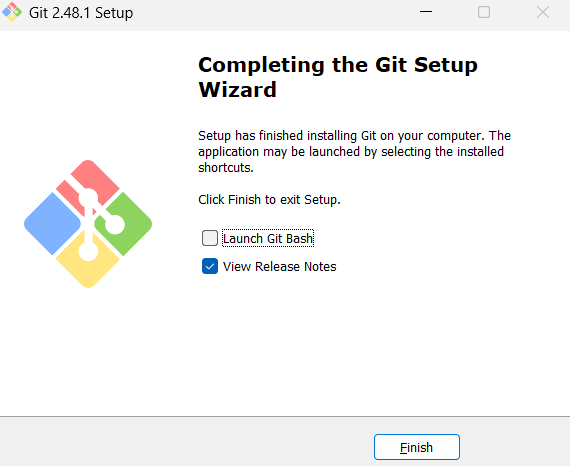 Git 2.48.1 Setup
Completing the Git Setup
Wizard
Setup has finished installing Git on your computer. The
application may be launched by selecting the installed
shortcuts.
Click Finish to exit Setup.
Launch Git Bash
View Release Notes
Finish